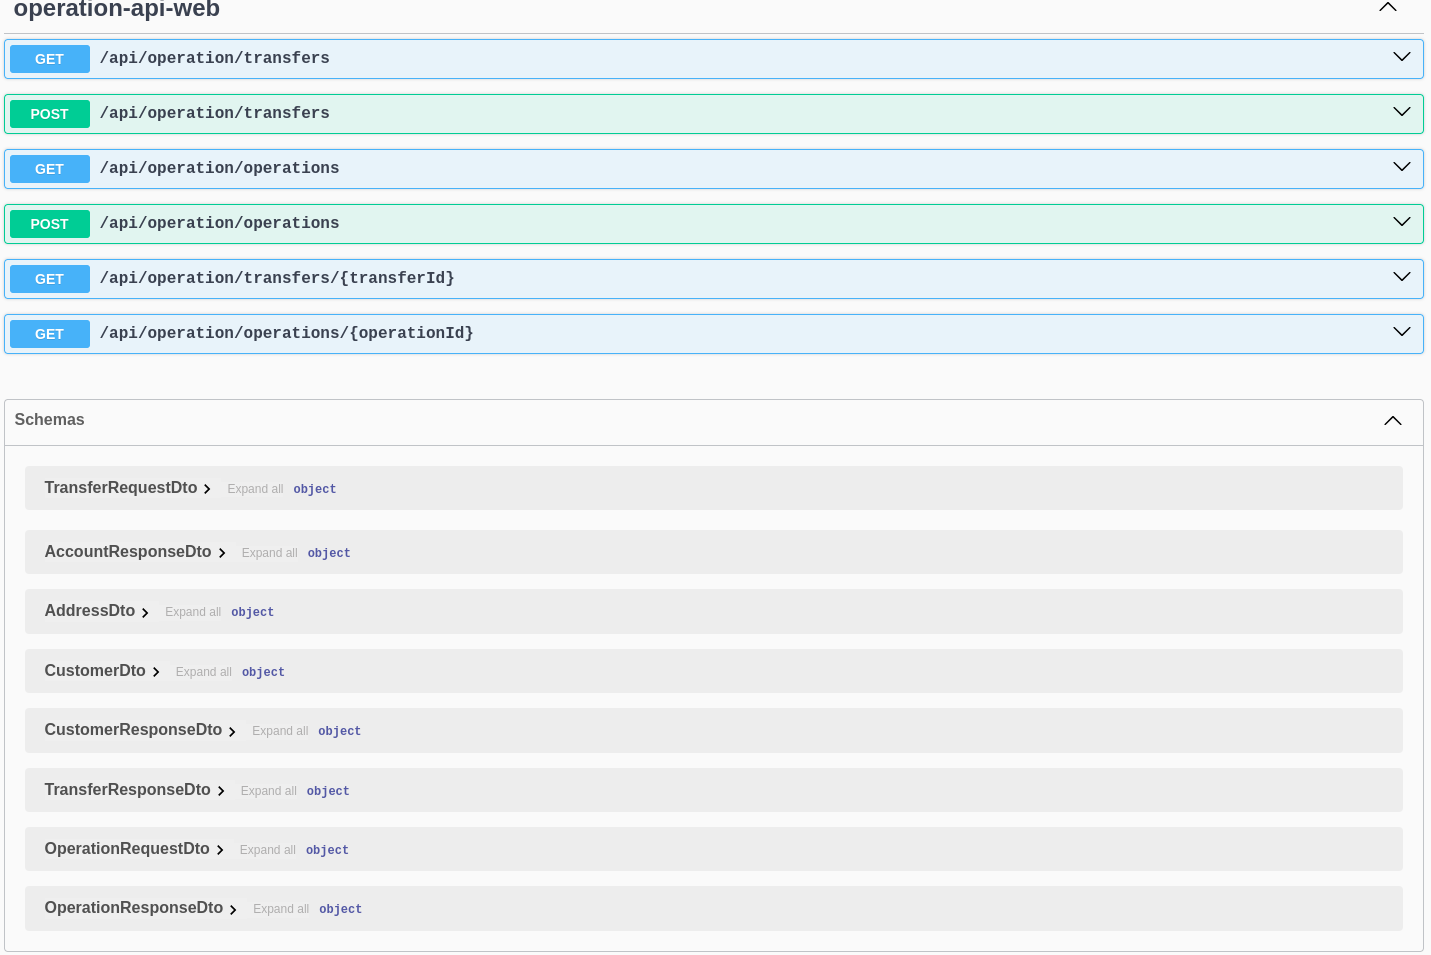 operation-api-web
GET /api/operation/transfers
POST /api/operation/transfers
GET /api/operation/operations
POST /api/operation/operations
GET /api/operation/transfers/{transferId}
GET /api/operation/operations/{operationId}
Schemas
TransferRequestDto Expand all object
AccountResponseDto Expand all object
AddressDto Expand all object
CustomerDto Expand all object
CustomerResponseDto Expand all object
TransferResponseDto Expand all object
OperationRequestDto Expand all object
OperationResponseDto Expand all object